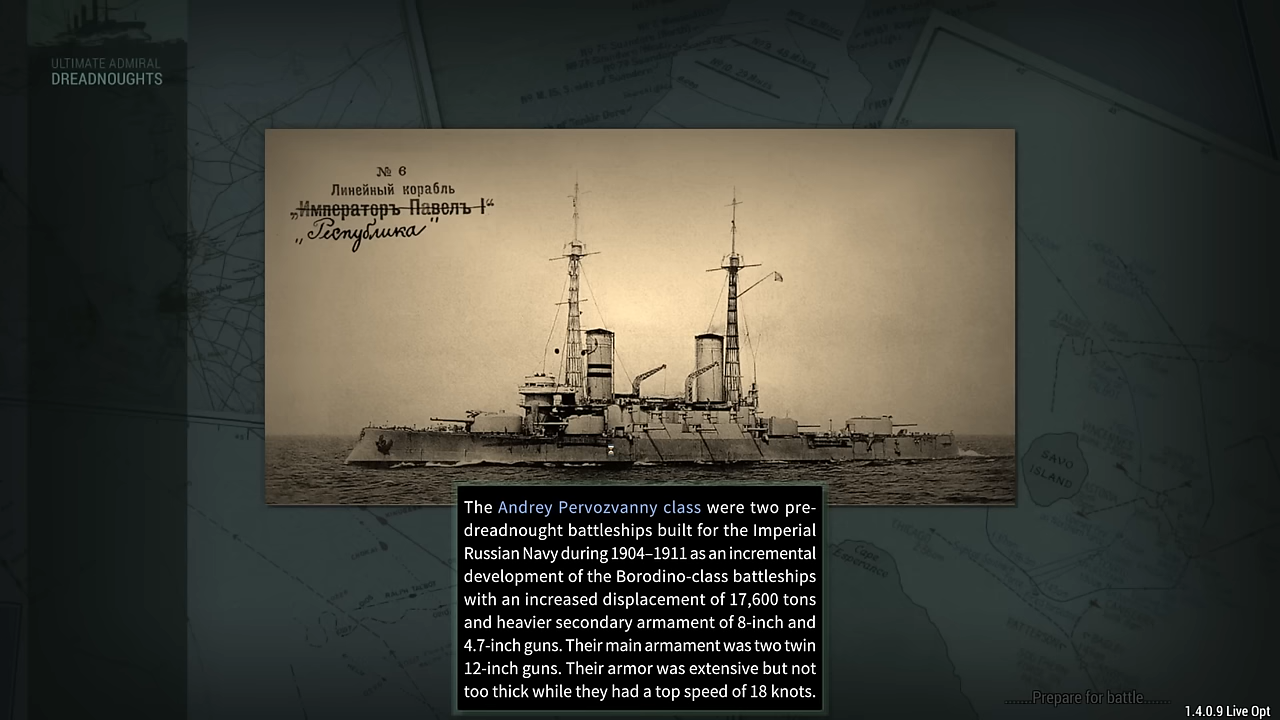 ULTIMATE ADMIRAL
DREADNOUGHTS
№ 6
Линейный корабль
„Императоръ Павелъ I“
„Республика"
The Andrey Pervozvanny class were two pre-
dreadnought battleships built for the Imperial
Russian Navy during 1904–1911 as an incremental
development of the Borodino-class battleships
with an increased displacement of 17,600 tons
and heavier secondary armament of 8-inch and
4.7-inch guns. Their main armament was two twin
12-inch guns. Their armor was extensive but not
too thick while they had a top speed of 18 knots.
SAVO
ISLAND
Cape
Esperance
.......Prepare for battle.......
1.4.0.9 Live Opt